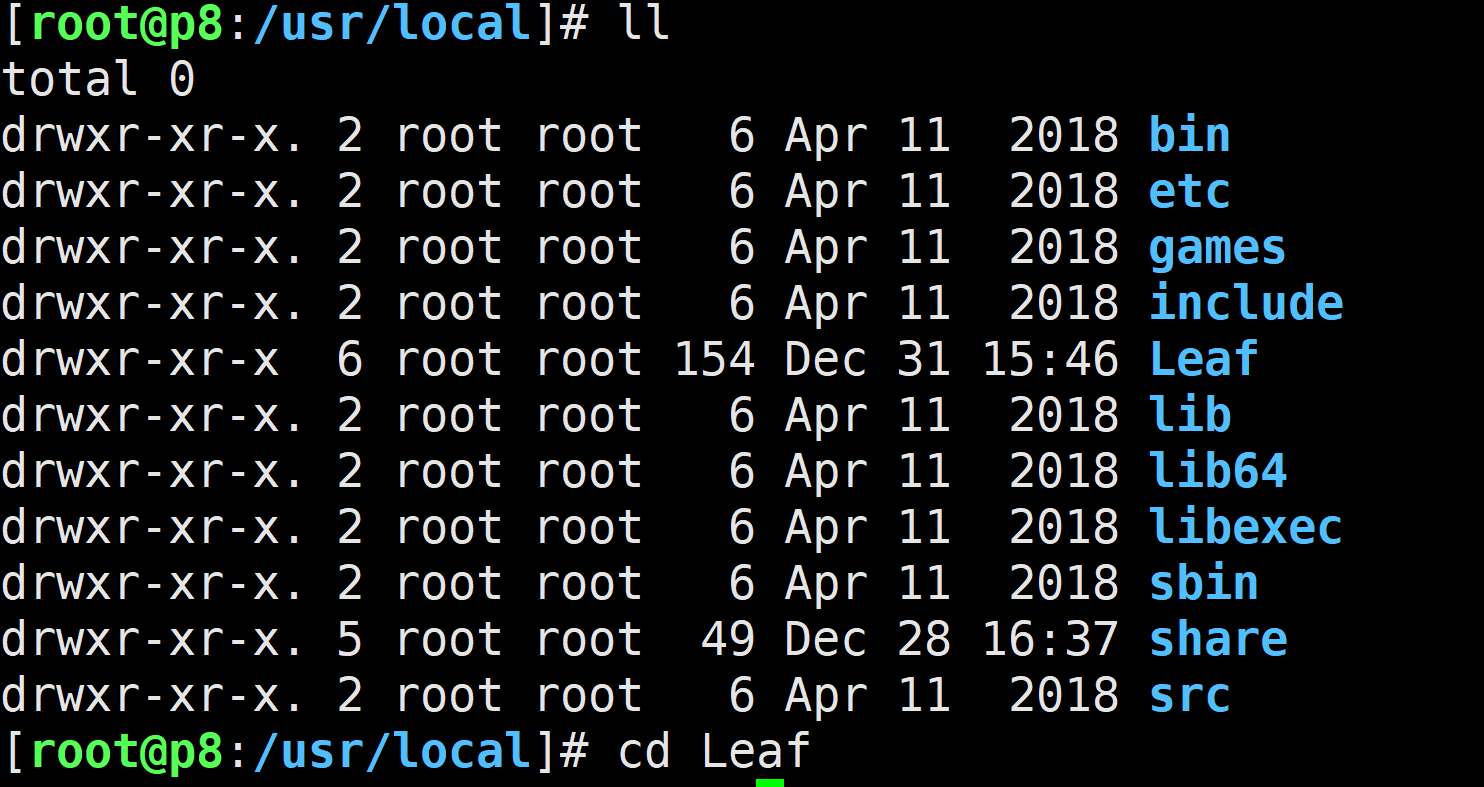 [root@p8:/usr/local]# ll
total 0
drwxr-xr-x. 2 root root   6 Apr 11  2018 bin
drwxr-xr-x. 2 root root   6 Apr 11  2018 etc
drwxr-xr-x. 2 root root   6 Apr 11  2018 games
drwxr-xr-x. 2 root root   6 Apr 11  2018 include
drwxr-xr-x  6 root root 154 Dec 31 15:46 Leaf
drwxr-xr-x. 2 root root   6 Apr 11  2018 lib
drwxr-xr-x. 2 root root   6 Apr 11  2018 lib64
drwxr-xr-x. 2 root root   6 Apr 11  2018 libexec
drwxr-xr-x. 2 root root   6 Apr 11  2018 sbin
drwxr-xr-x. 5 root root  49 Dec 28 16:37 share
drwxr-xr-x. 2 root root   6 Apr 11  2018 src
[root@p8:/usr/local]# cd Leaf